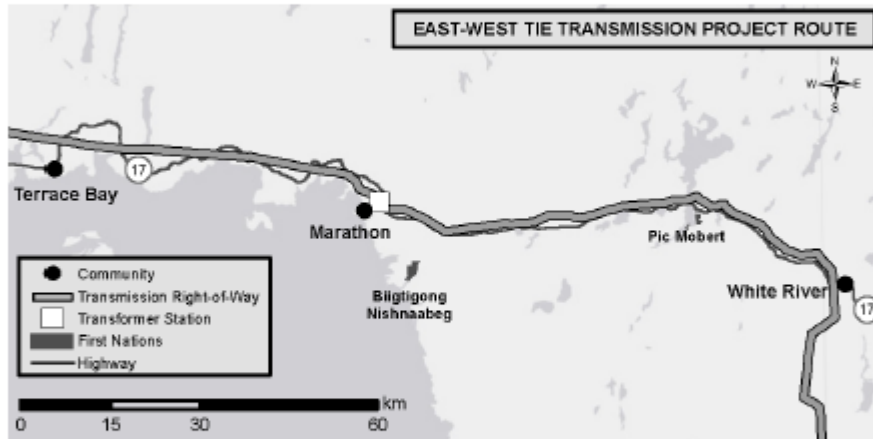 EAST-WEST TIE TRANSMISSION PROJECT ROUTE
N
W E
S
17
Terrace Bay
Marathon
Pic Mobert
Biigtigong
Nishnaabeg
White River
17
Community
Transmission Right-of-Way
Transformer Station
First Nations
Highway
km
0 15 30 60